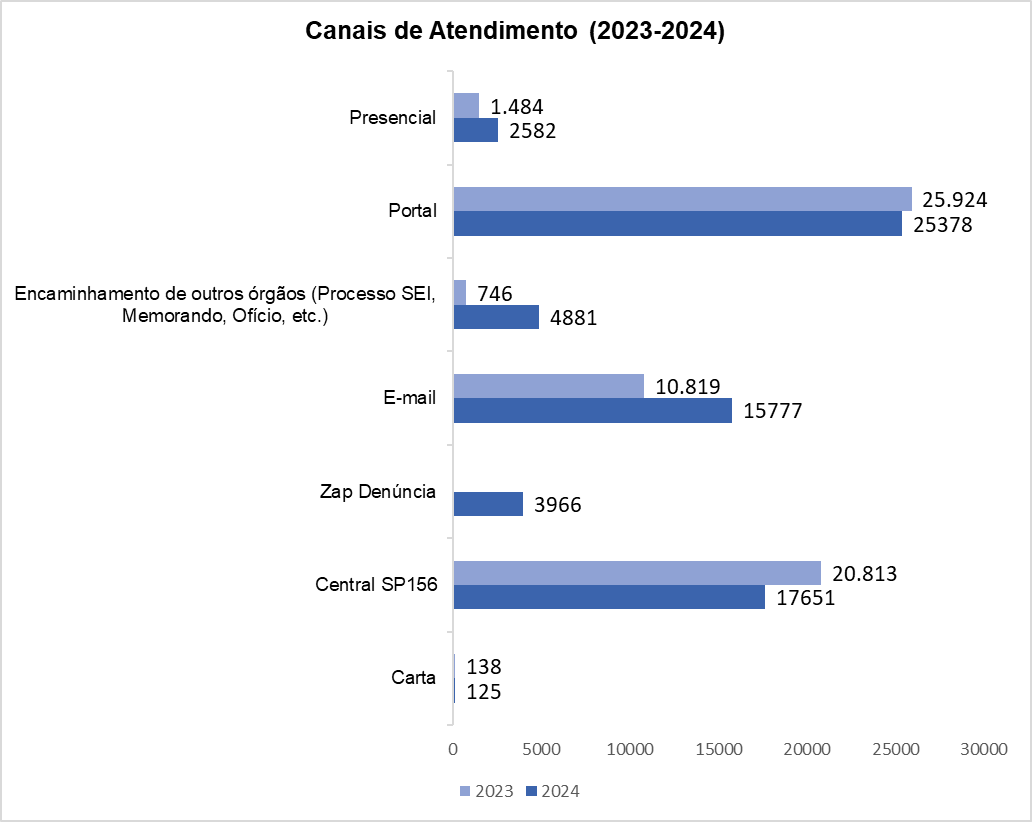 Canais de Atendimento (2023-2024)
Presencial
1.484
2582
Portal
25.924
25378
Encaminhamento de outros órgãos (Processo SEI,
Memorando, Ofício, etc.)
746
4881
E-mail
10.819
15777
Zap Denúncia
3966
Central SP156
20.813
17651
Carta
138
125
0 5000 10000 15000 20000 25000 30000
2023 2024